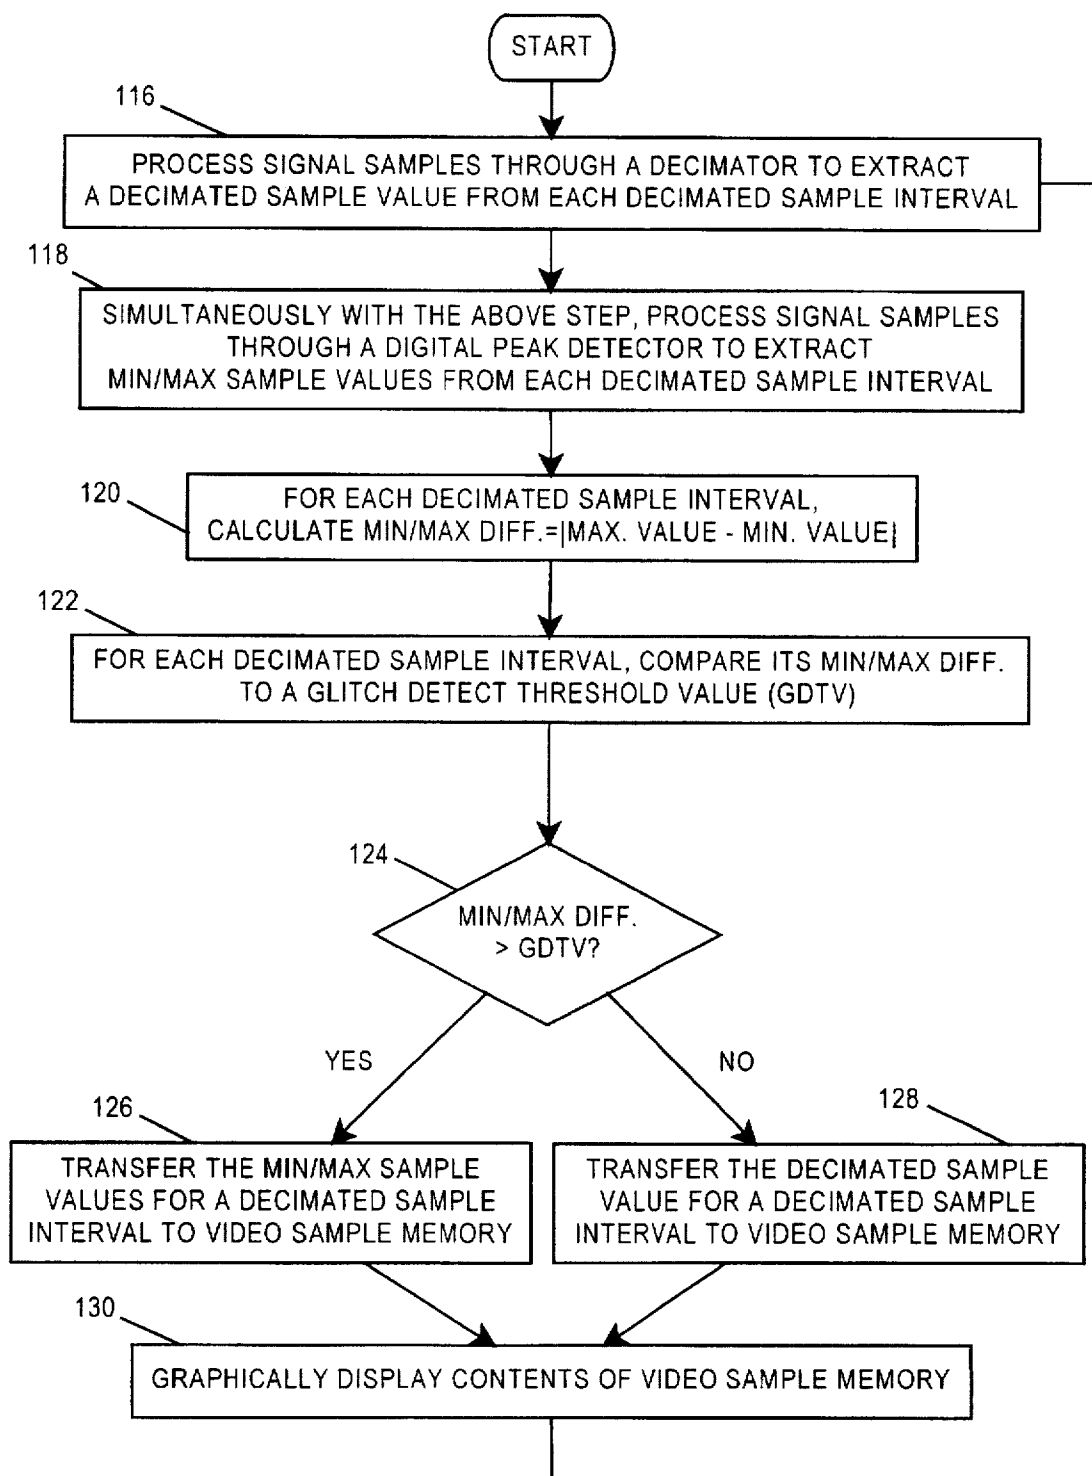 START
116
PROCESS SIGNAL SAMPLES THROUGH A DECIMATOR TO EXTRACT
A DECIMATED SAMPLE VALUE FROM EACH DECIMATED SAMPLE INTERVAL
118
SIMULTANEOUSLY WITH THE ABOVE STEP, PROCESS SIGNAL SAMPLES
THROUGH A DIGITAL PEAK DETECTOR TO EXTRACT
MIN/MAX SAMPLE VALUES FROM EACH DECIMATED SAMPLE INTERVAL
120
FOR EACH DECIMATED SAMPLE INTERVAL,
CALCULATE MIN/MAX DIFF.=|MAX. VALUE - MIN. VALUE|
122
FOR EACH DECIMATED SAMPLE INTERVAL, COMPARE ITS MIN/MAX DIFF.
TO A GLITCH DETECT THRESHOLD VALUE (GDTV)
124
MIN/MAX DIFF.
> GDTV?
YES
NO
126
TRANSFER THE MIN/MAX SAMPLE
VALUES FOR A DECIMATED SAMPLE
INTERVAL TO VIDEO SAMPLE MEMORY
128
TRANSFER THE DECIMATED SAMPLE
VALUE FOR A DECIMATED SAMPLE
INTERVAL TO VIDEO SAMPLE MEMORY
130
GRAPHICALLY DISPLAY CONTENTS OF VIDEO SAMPLE MEMORY